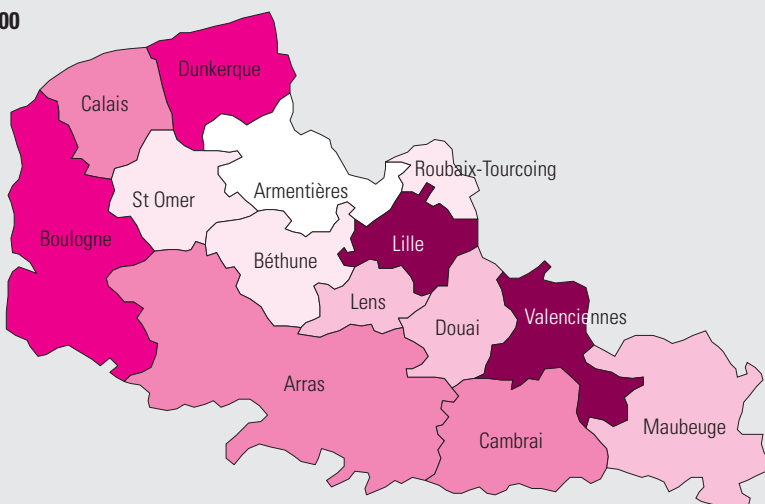 00
Dunkerque
Calais
Roubaix-Tourcoing
Armentières
St Omer
Boulogne
Lille
Béthune
Lens
Valenciennes
Douai
Arras
Maubeuge
Cambrai